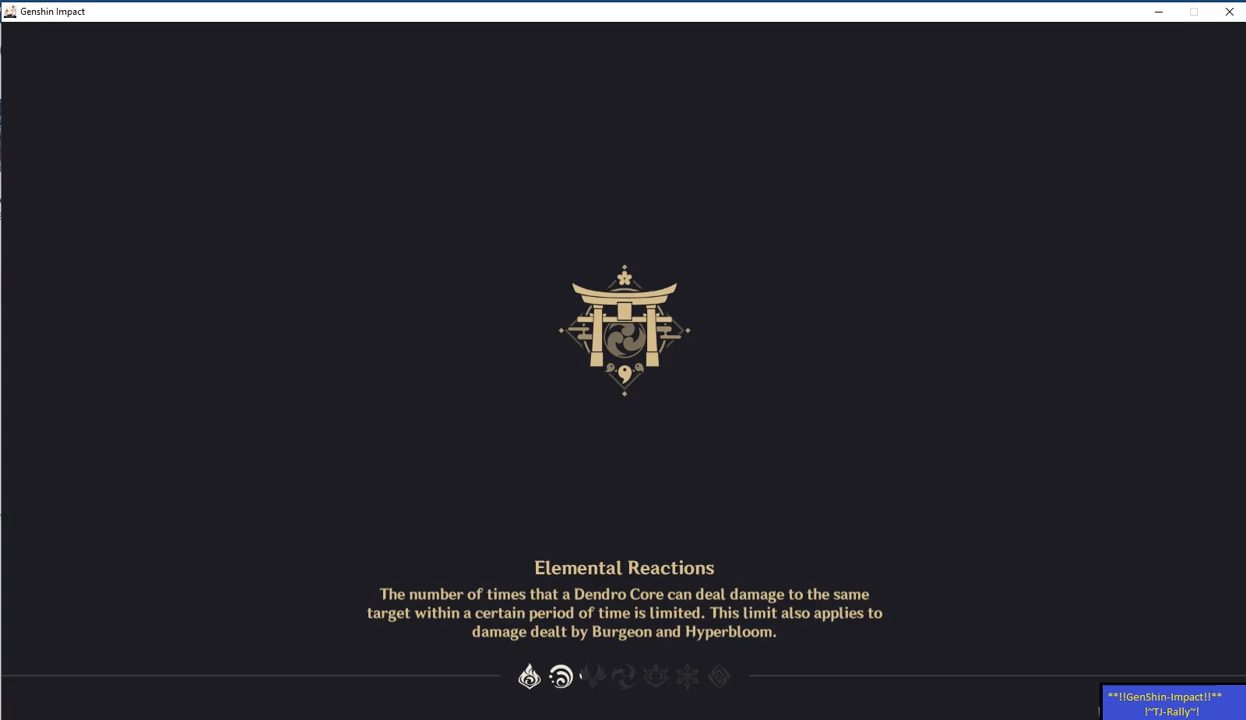 Genshin Impact
Elemental Reactions
The number of times that a Dendro Core can deal damage to the same
target within a certain period of time is limited. This limit also applies to
damage dealt by Burgeon and Hyperbloom.
**!!GenShin-Impact!!**
!~TJ-Rally~!